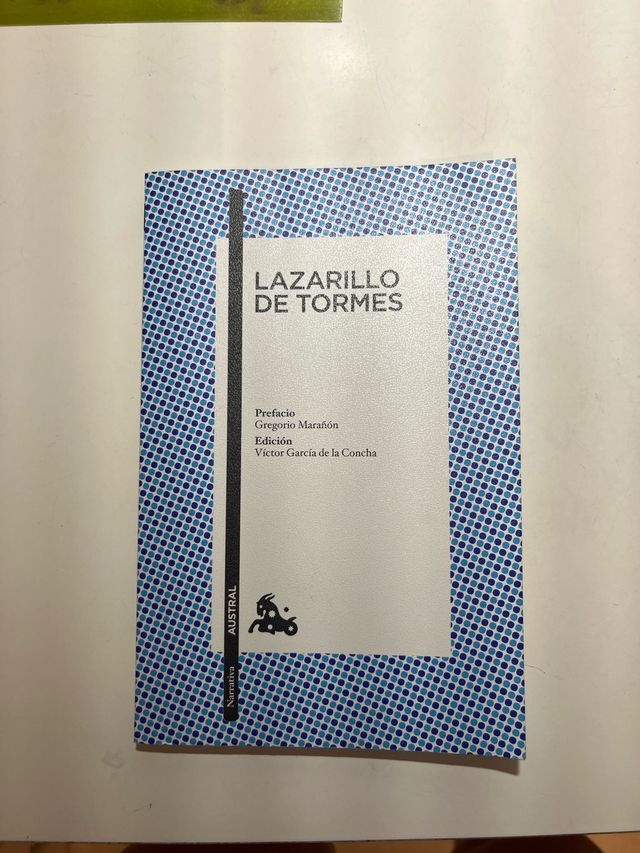 LAZARILLO
DE TORMES
Prefacio
Gregorio Marañón
Edición
Víctor García de la Concha
AUSTRAL
Narrativa